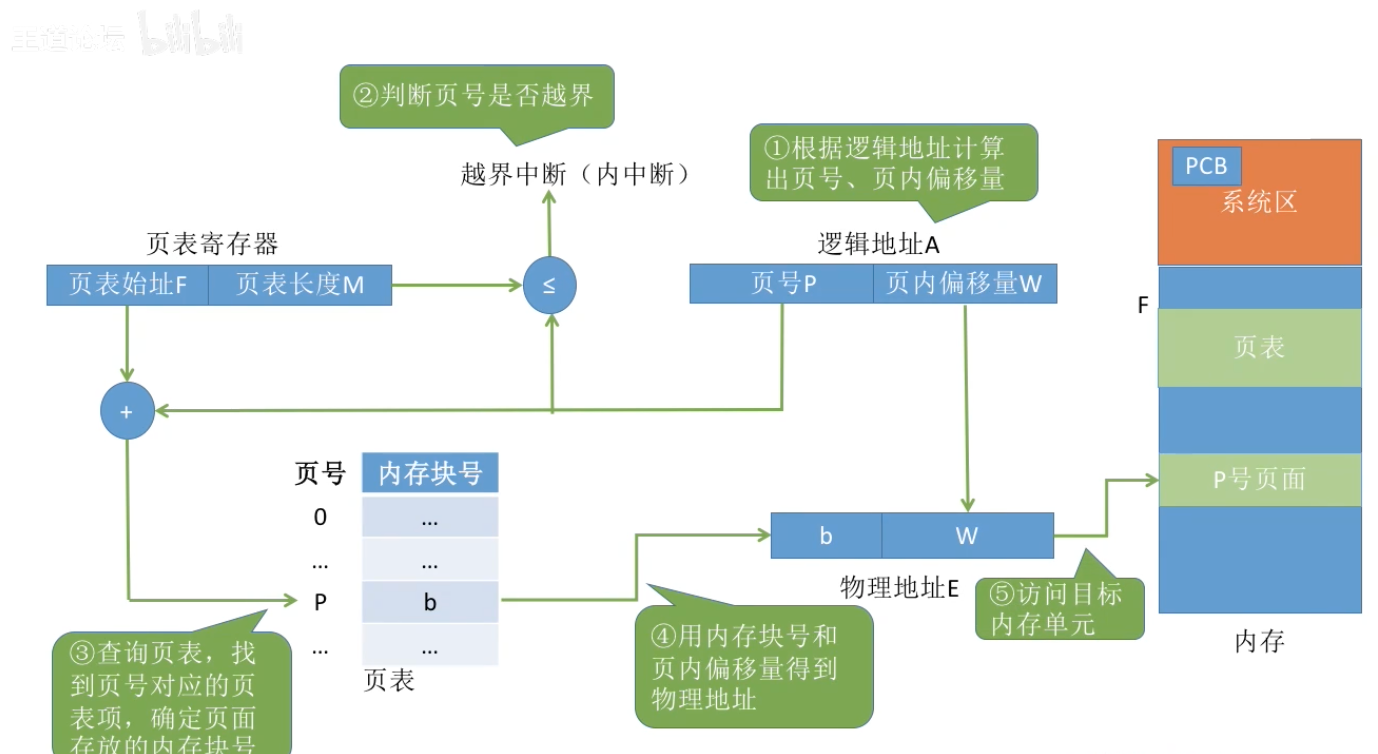 王道论坛 bilibili
②判断页号是否越界
越界中断（内中断）
①根据逻辑地址计算
出页号、页内偏移量
PCB
系统区
页表寄存器
逻辑地址A
页表始址F
页表长度M
≤
页号P
页内偏移量W
F
页表
+
P号页面
页号
内存块号
0
...
...
...
P
b
...
...
页表
b
W
物理地址E
⑤访问目标
内存单元
内存
③查询页表，找
到页号对应的页
表项，确定页面
存放的内存块号
④用内存块号和
页内偏移量得到
物理地址